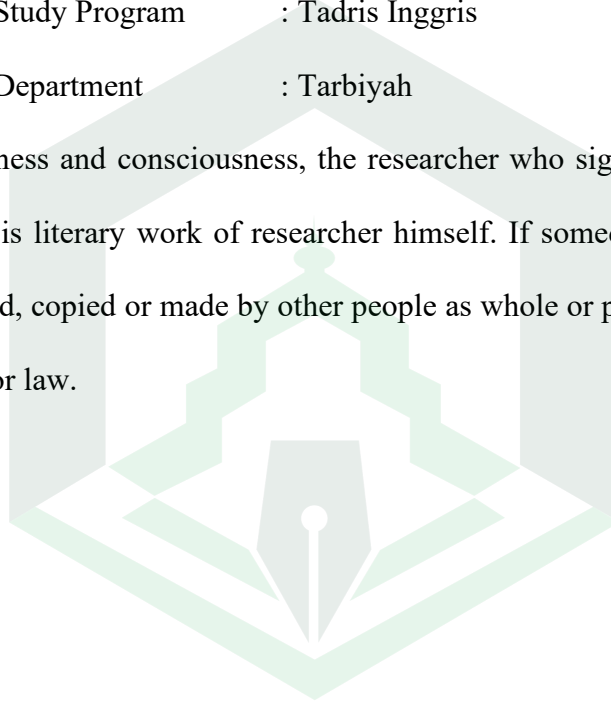 Study Program : Tadris Inggris
Department : Tarbiyah
ness and consciousness, the researcher who sig
is literary work of researcher himself. If some
d, copied or made by other people as whole or p
or law.